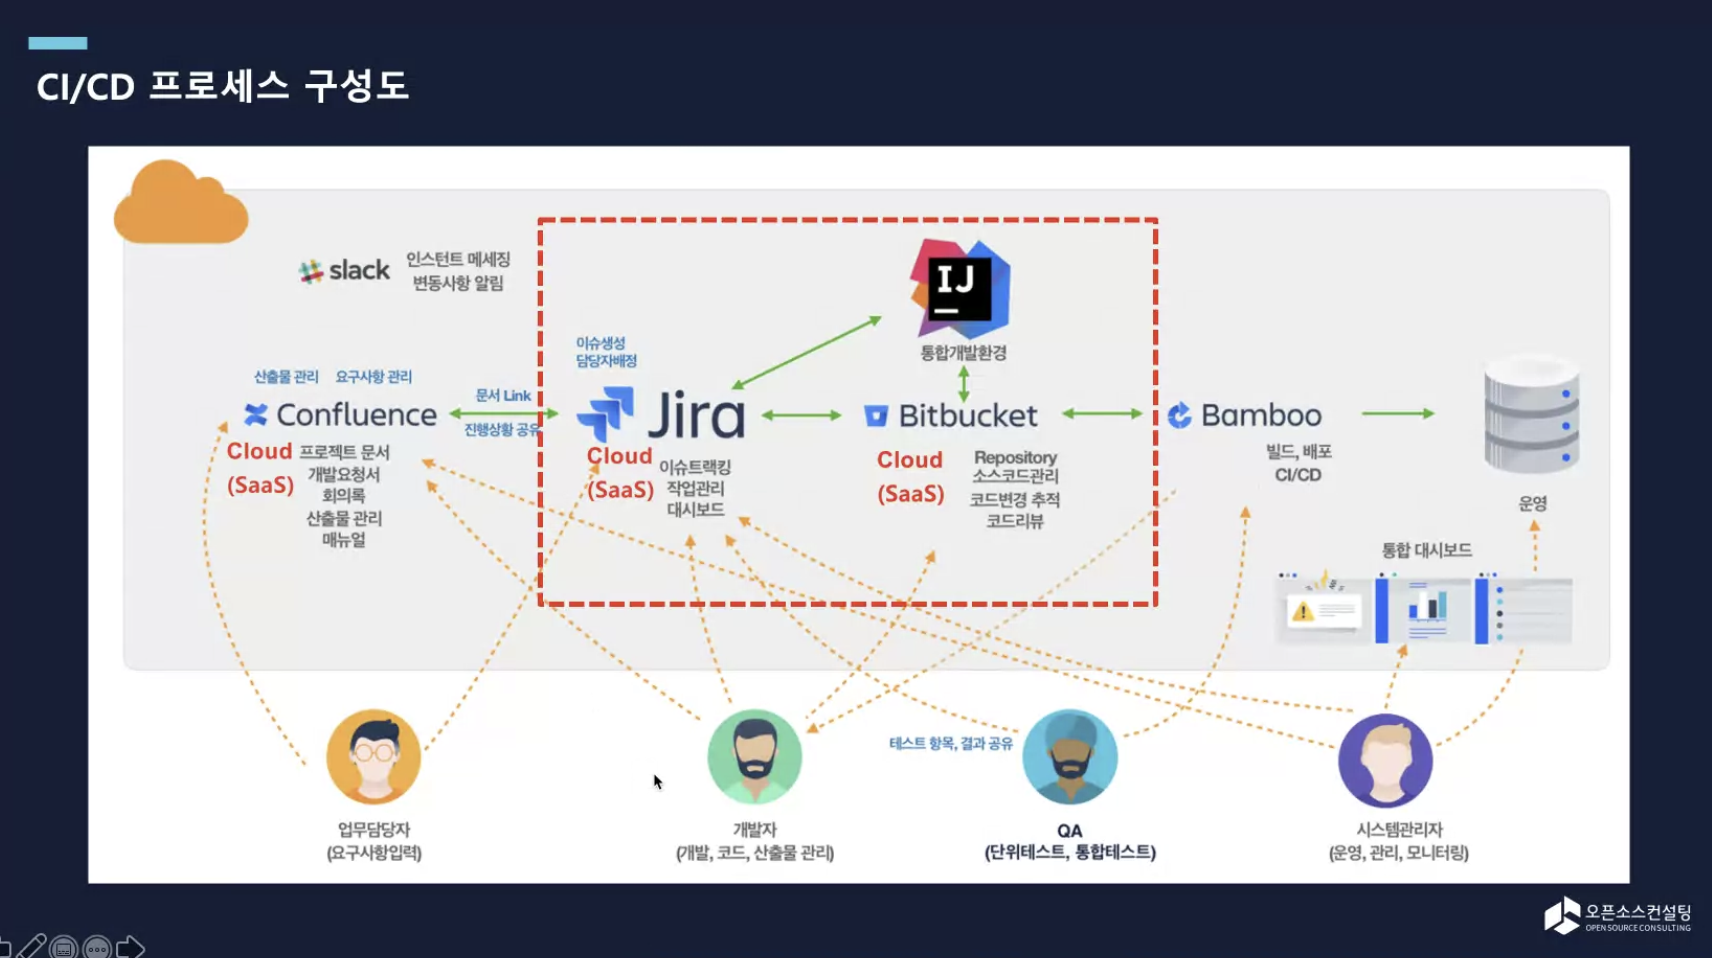 CI/CD 프로세스 구성도
slack
인스턴트 메세징
변동사항 알림
IJ
통합개발환경
이슈생성
담당자배정
산출물 관리
요구사항 관리
Confluence
문서 Link
진행상황 공유
Jira
Bitbucket
Bamboo
Cloud
(SaaS)
프로젝트 문서
개발요청서
회의록
산출물 관리
매뉴얼
Cloud
(SaaS)
이슈트랙킹
작업관리
대시보드
Cloud
(SaaS)
Repository
소스코드관리
코드변경 추적
코드리뷰
빌드, 배포
CI/CD
운영
통합 대시보드
테스트 항목, 결과 공유
업무담당자
(요구사항입력)
개발자
(개발, 코드, 산출물 관리)
QA
(단위테스트, 통합테스트)
시스템관리자
(운영, 관리, 모니터링)
오픈소스컨설팅
OPEN SOURCE CONSULTING